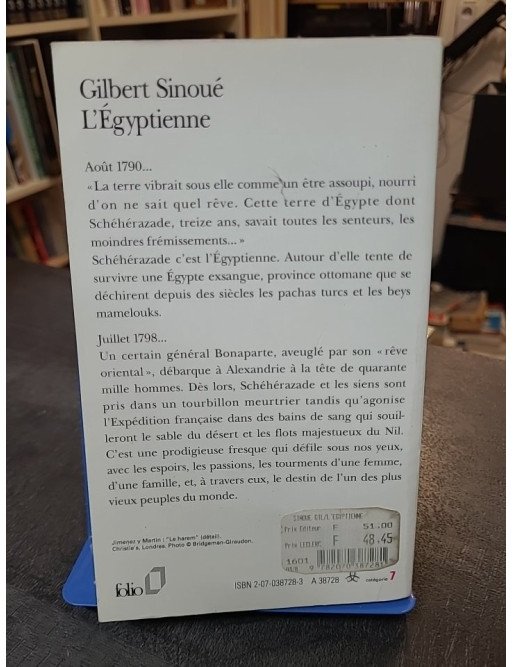 Gilbert Sinoué
L'Égyptienne
Août 1790...
« La terre vibrait sous elle comme un être assoupi, nourri
d'on ne sait quel rêve. Cette terre d'Égypte dont
Schéhérazade, treize ans, savait toutes les senteurs, les
moindres frémissements... »
Schéhérazade c'est l'Égyptienne. Autour d'elle tente de
survivre une Égypte exsangue, province ottomane que se
déchirent depuis des siècles les pachas turcs et les beys
mamelouks.
Juillet 1798...
Un certain général Bonaparte, aveuglé par son « rêve
oriental », débarque à Alexandrie à la tête de quarante
mille hommes. Dès lors, Schéhérazade et les siens sont
pris dans un tourbillon meurtrier tandis qu'agonise
l'Expédition française dans des bains de sang qui souil-
leront le sable du désert et les flots majestueux du Nil.
C'est une prodigieuse fresque qui défile sous nos yeux,
avec les espoirs, les passions, les tourments d'une femme,
d'une famille, et, à travers eux, le destin de l'un des plus
vieux peuples du monde.
SINOUE GIL/L'EGYPTIENNE
Prix Editeur F 51.00
Prix LECLERC F 48.45
1601
9 782070 387281
Jimenez y Martin : "Le harem" (détail).
Christie's, Londres. Photo © Bridgeman-Giraudon.
folio
ISBN 2-07-038728-3 A 38728 catégorie 7